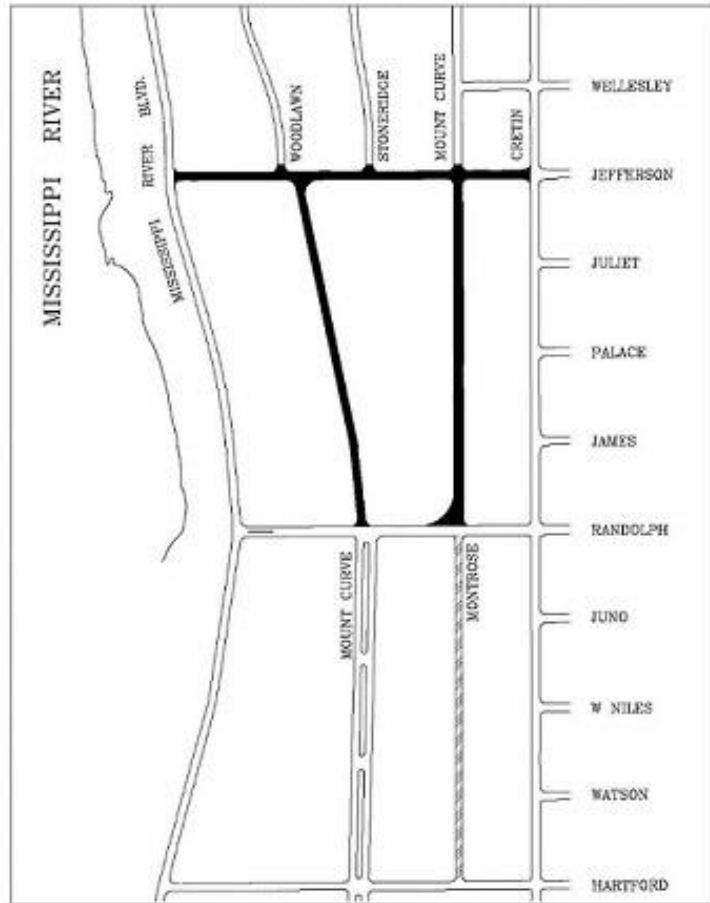 MISSISSIPPI RIVER
MISSISSIPPI RIVER BLVD.
WOODLAWN
STONERIDGE
MOUNT CURVE
CRETIN
WELLESLEY
JEFFERSON
JULIET
PALACE
JAMES
RANDOLPH
MOUNT CURVE
MONTROSE
JUNO
W NILES
WATSON
HARTFORD